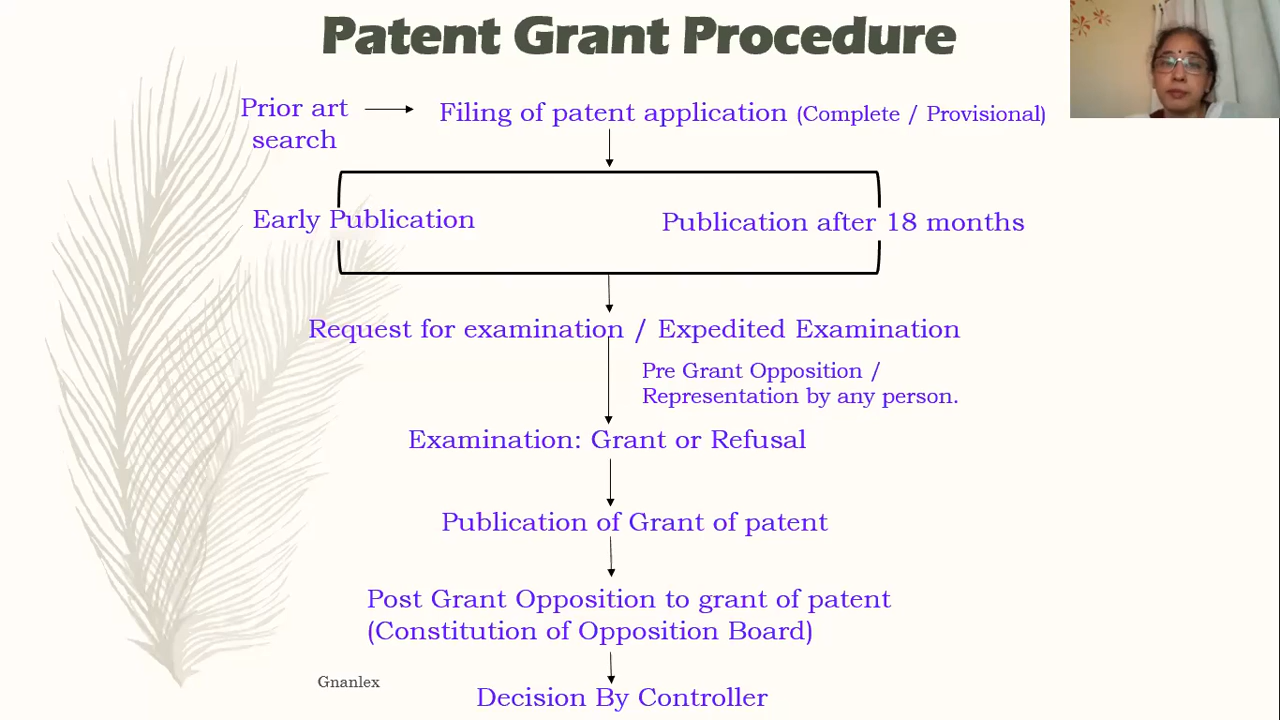 Patent Grant Procedure
Prior art
search
Filing of patent application (Complete / Provisional)
Early Publication
Publication after 18 months
Request for examination / Expedited Examination
Pre Grant Opposition /
Representation by any person.
Examination: Grant or Refusal
Publication of Grant of patent
Post Grant Opposition to grant of patent
(Constitution of Opposition Board)
Gnanlex
Decision By Controller